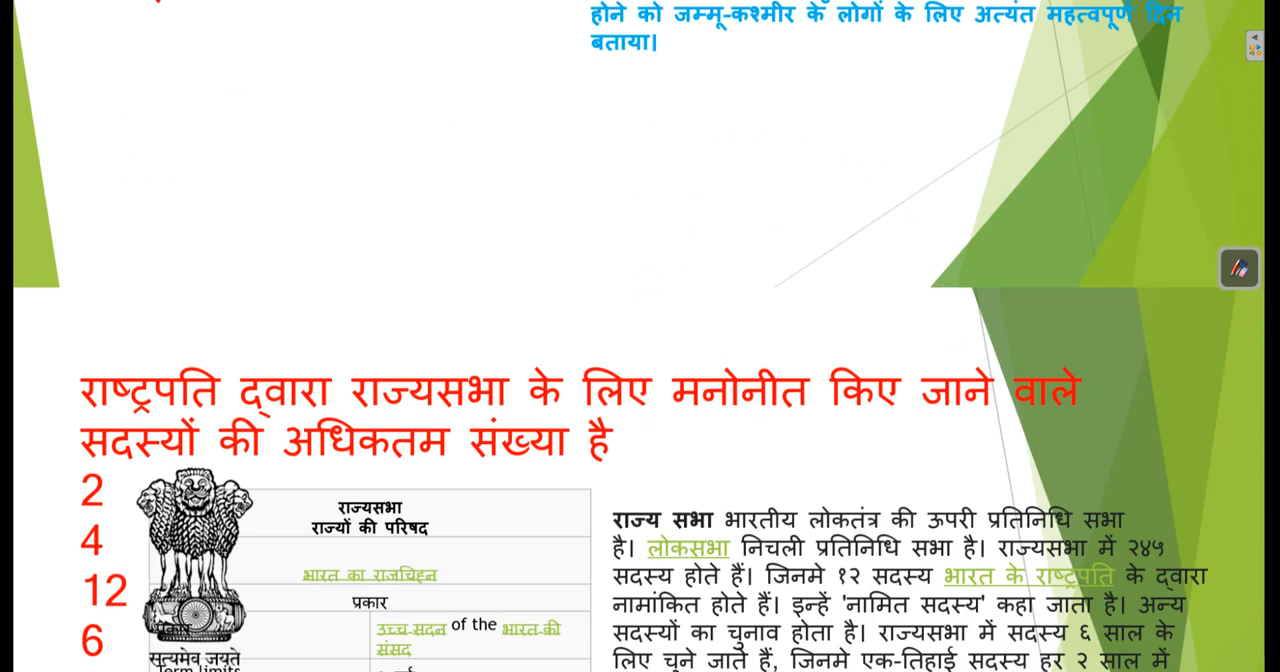 होने को जम्मू-कश्मीर के लोगों के लिए अत्यंत महत्वपूर्ण दिन
बताया।
राष्ट्रपति द्वारा राज्यसभा के लिए मनोनीत किए जाने वाले
सदस्यों की अधिकतम संख्या है
2
4
12
6
राज्यसभा
राज्यों की परिषद
भारत का राजचिह्न
प्रकार
प्रकार
उच्च सदन of the भारत की
संसद
सत्यमेव जयते
Term limits
राज्य सभा भारतीय लोकतंत्र की ऊपरी प्रतिनिधि सभा
है। लोकसभा निचली प्रतिनिधि सभा है। राज्यसभा में २४५
सदस्य होते हैं। जिनमे १२ सदस्य भारत के राष्ट्रपति के द्वारा
नामांकित होते हैं। इन्हें 'नामित सदस्य' कहा जाता है। अन्य
सदस्यों का चुनाव होता है। राज्यसभा में सदस्य ६ साल के
लिए चुने जाते हैं, जिनमे एक-तिहाई सदस्य हर २ साल में